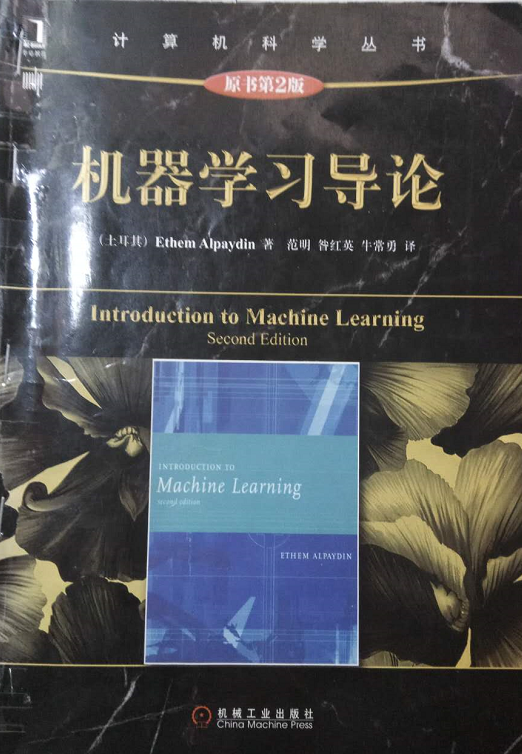 计算机科学丛书
原书第2版
机器学习导论
(土耳其) Ethem Alpaydin 著 范明 昝红英 牛常勇 译
Introduction to Machine Learning
Second Edition
INTRODUCTION TO
Machine Learning
second edition
ETHEM ALPAYDIN
机械工业出版社
China Machine Press